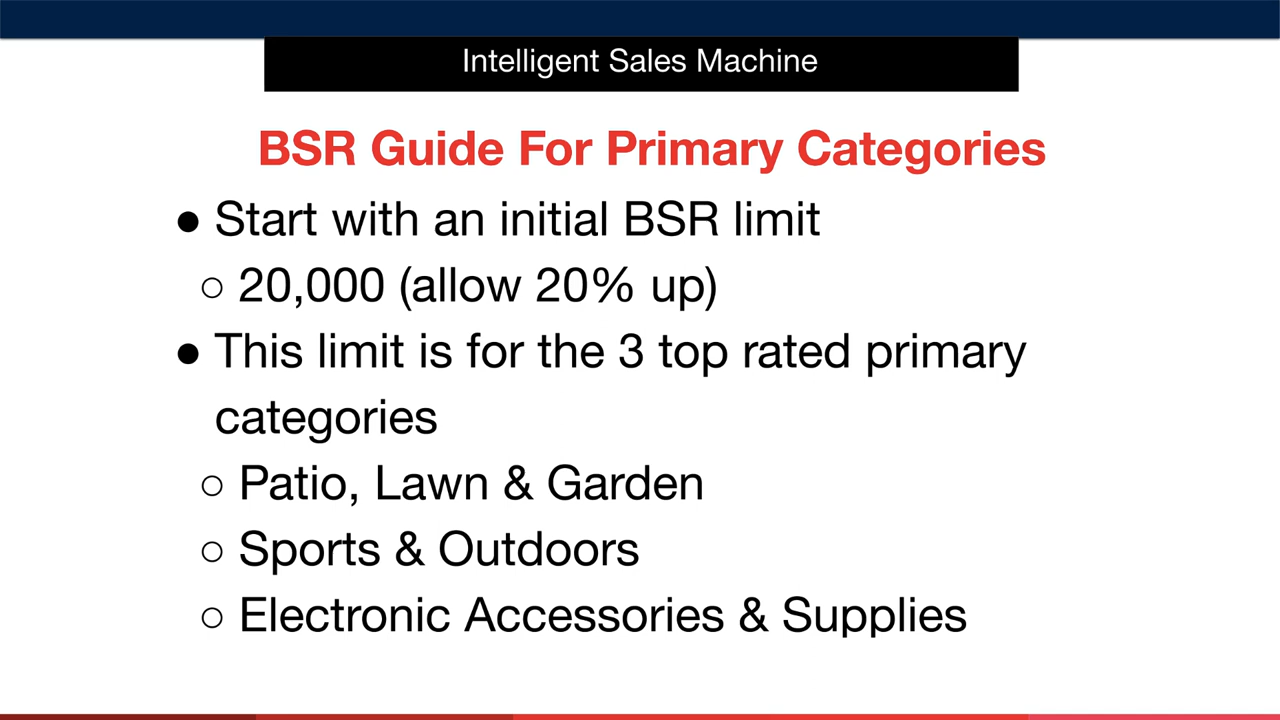 Intelligent Sales Machine
BSR Guide For Primary Categories
● Start with an initial BSR limit
○ 20,000 (allow 20% up)
● This limit is for the 3 top rated primary
categories
○ Patio, Lawn & Garden
○ Sports & Outdoors
○ Electronic Accessories & Supplies